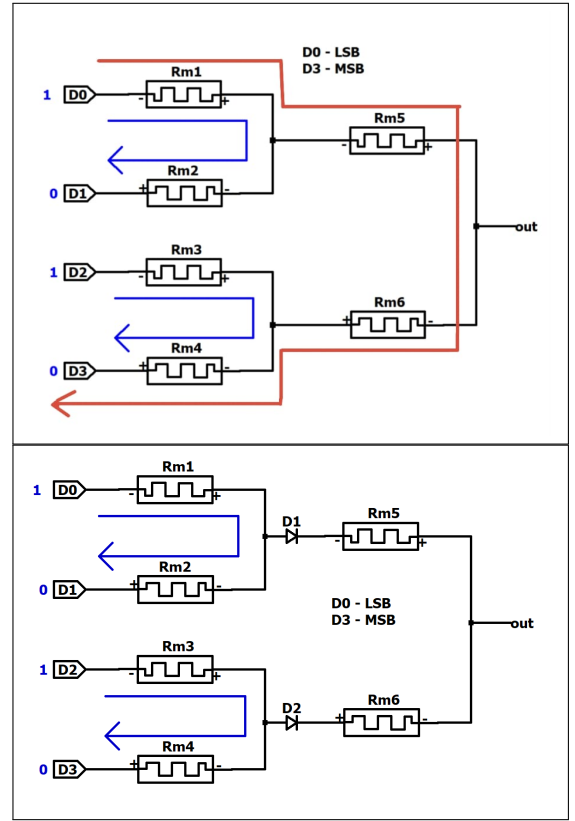 D0 - LSB
D3 - MSB
Rm1
1 D0
- +
Rm5
- +
Rm2
0 D1
+ -
out
Rm3
1 D2
- +
Rm6
+ -
Rm4
0 D3
+ -
Rm1
1 D0
- +
D1
Rm5
- +
Rm2
0 D1
+ -
D0 - LSB
D3 - MSB
out
Rm3
1 D2
- +
D2
Rm6
+ -
Rm4
0 D3
+ -